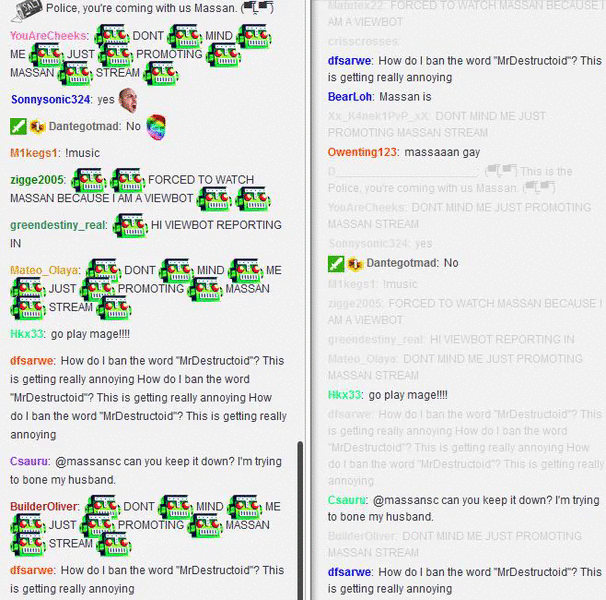 Police, you're coming with us Massan. (
YouAreCheeks: DONT MIND
ME JUST PROMOTING
MASSAN STREAM
Sonnysonic324: yes
Dantegotmad: No
M1kegs1: !music
zigge2005: FORCED TO WATCH
MASSAN BECAUSE I AM A VIEWBOT
greendestiny_real: HI VIEWBOT REPORTING
IN
Mateo_Olaya: DONT MIND ME
JUST PROMOTING MASSAN
STREAM
Hkx33: go play mage!!!!
dfsarwe: How do I ban the word "MrDestructoid"? This
is getting really annoying How do I ban the word
"MrDestructoid"? This is getting really annoying How
do I ban the word "MrDestructoid"? This is getting really
annoying
Csauru: @massansc can you keep it down? I'm trying
to bone my husband.
BuilderOliver: DONT MIND ME
JUST PROMOTING MASSAN
STREAM
dfsarwe: How do I ban the word "MrDestructoid"? This
is getting really annoying
Matotex22: FORCED TO WATCH MASSAN BECAUSE I
AM A VIEWBOT
crisscrosses:
dfsarwe: How do I ban the word "MrDestructoid"? This
is getting really annoying
BearLoh: Massan is
DONT MIND ME JUST
PROMOTING MASSAN STREAM
Owenting123: massaaan gay
This is the
Police, you're coming with us Massan. (
YouAreCheeks: DONT MIND ME JUST PROMOTING
MASSAN STREAM
Sonnysonic324: yes
Dantegotmad: No
M1kegs1: !music
zigge2005: FORCED TO WATCH MASSAN BECAUSE I
AM A VIEWBOT
greendestiny_real: HI VIEWBOT REPORTING IN
Mateo_Olaya: DONT MIND ME JUST PROMOTING
MASSAN STREAM
Hkx33: go play mage!!!!
dfsarwe: How do I ban the word "MrDestructoid"? This
is getting really annoying How do I ban the word
"MrDestructoid"? This is getting really annoying How
do I ban the word "MrDestructoid"? This is getting really
annoying
Csauru: @massansc can you keep it down? I'm trying
to bone my husband.
BuilderOliver: DONT MIND ME JUST PROMOTING
MASSAN STREAM
dfsarwe: How do I ban the word "MrDestructoid"? This
is getting really annoying